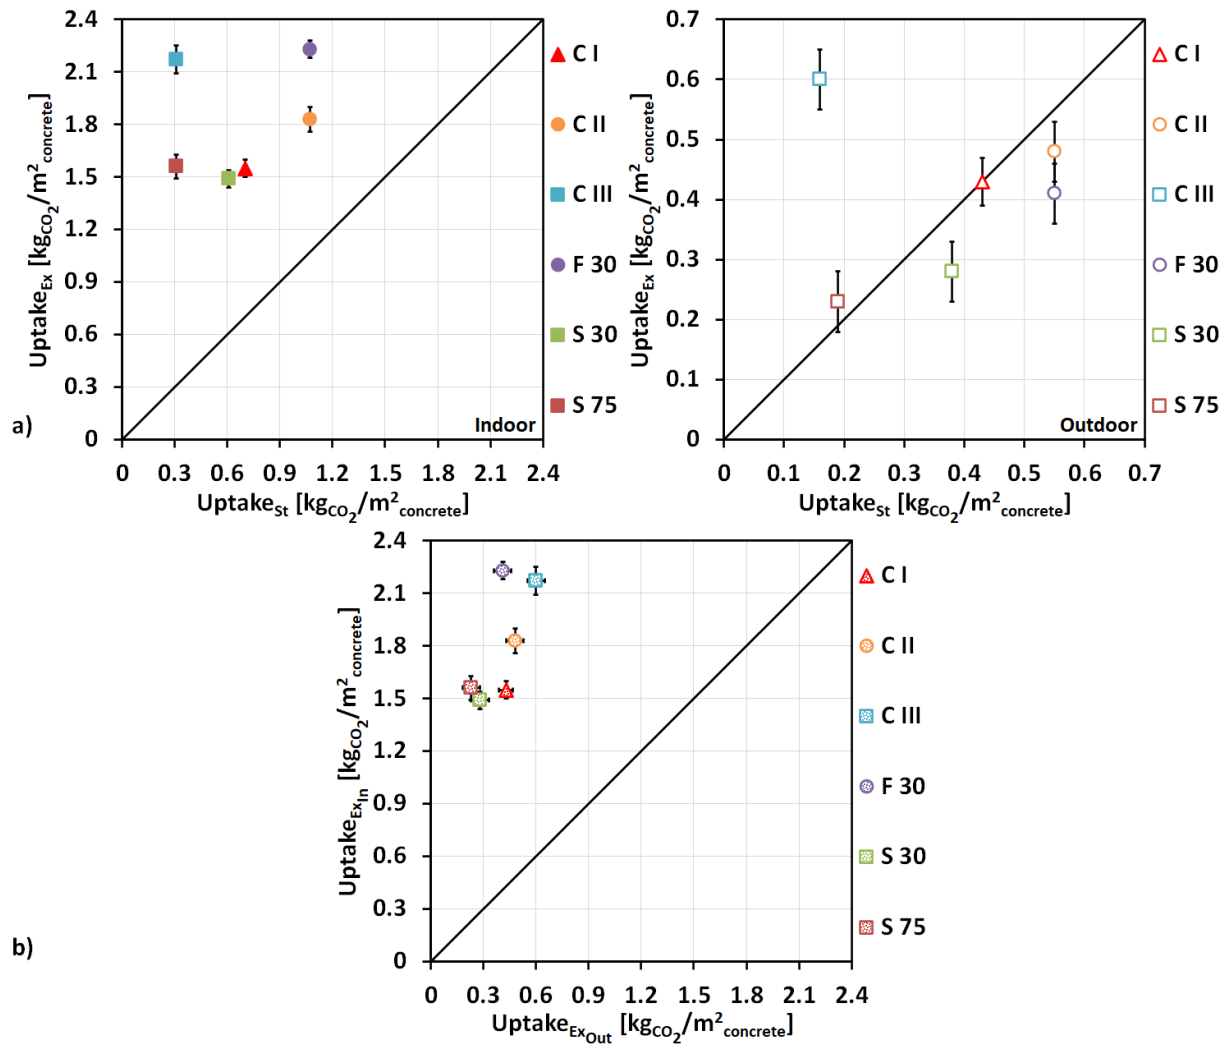 2.4
2.1
1.8
1.5
1.2
0.9
0.6
0.3
0
Uptake_Ex [kg_CO2/m²_concrete]
a)
Indoor
0 0.3 0.6 0.9 1.2 1.5 1.8 2.1 2.4
Uptake_St [kg_CO2/m²_concrete]
C I
C II
C III
F 30
S 30
S 75
0.7
0.6
0.5
0.4
0.3
0.2
0.1
0
Uptake_Ex [kg_CO2/m²_concrete]
Outdoor
0 0.1 0.2 0.3 0.4 0.5 0.6 0.7
Uptake_St [kg_CO2/m²_concrete]
C I
C II
C III
F 30
S 30
S 75
2.4
2.1
1.8
1.5
1.2
0.9
0.6
0.3
0
Uptake_Ex_In [kg_CO2/m²_concrete]
b)
0 0.3 0.6 0.9 1.2 1.5 1.8 2.1 2.4
Uptake_Ex_Out [kg_CO2/m²_concrete]
C I
C II
C III
F 30
S 30
S 75